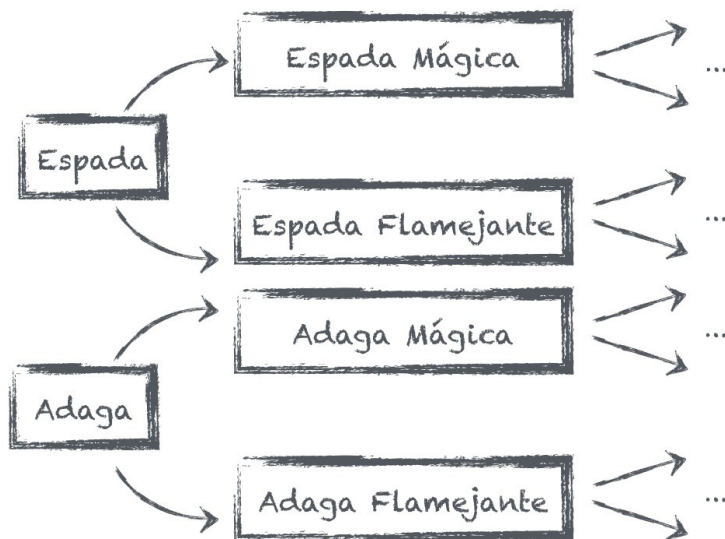 Espada Mágica
...
Espada
Espada Flamejante
...
Adaga Mágica
...
Adaga
Adaga Flamejante
...